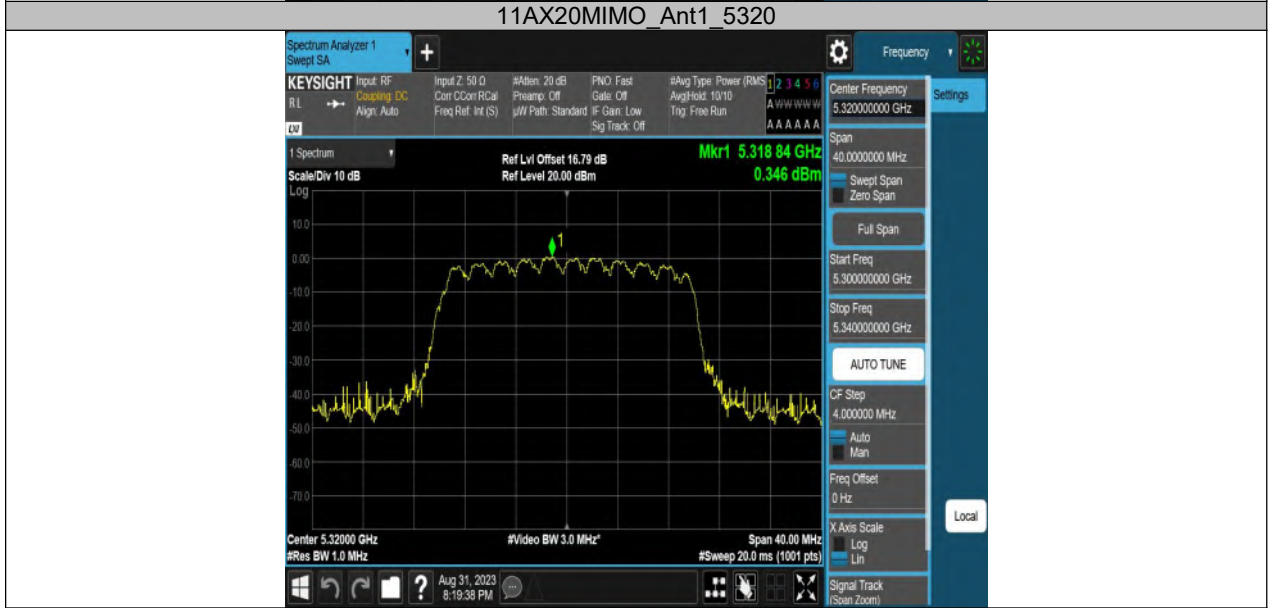 11AX20MIMO_Ant1_5320
Spectrum Analyzer 1
Swept SA
+
Frequency
KEYSIGHT
RL
LXI
Input: RF
Coupling: DC
Align: Auto
Input Z: 50 Ω
Corr CCorr RCal
Freq Ref: Int (S)
#Atten: 20 dB
Preamp: Off
µW Path: Standard
PNO: Fast
Gate: Off
IF Gain: Low
Sig Track: Off
#Avg Type: Power (RMS
Avg|Hold: 10/10
Trig: Free Run
1 2 3 4 5 6
A W W W W W
A A A A A A
1 Spectrum
Scale/Div 10 dB
Ref Lvl Offset 16.79 dB
Ref Level 20.00 dBm
Mkr1 5.318 84 GHz
0.346 dBm
Log
10.0
0.00
-10.0
-20.0
-30.0
-40.0
-50.0
-60.0
-70.0
1
Center 5.32000 GHz
#Res BW 1.0 MHz
#Video BW 3.0 MHz*
Span 40.00 MHz
#Sweep 20.0 ms (1001 pts)
?
Aug 31, 2023
8:19:38 PM
Center Frequency
5.320000000 GHz
Settings
Span
40.0000000 MHz
Swept Span
Zero Span
Full Span
Start Freq
5.300000000 GHz
Stop Freq
5.340000000 GHz
AUTO TUNE
CF Step
4.000000 MHz
Auto
Man
Freq Offset
0 Hz
Local
X Axis Scale
Log
Lin
Signal Track
(Span Zoom)